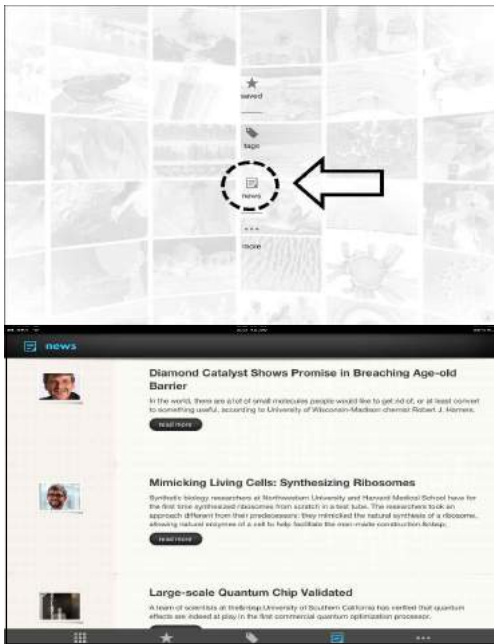 saved
tags
news
more
news
Diamond Catalyst Shows Promise in Breaching Age-old
Barrier
In the world, there are a lot of small molecules people would like to get rid of, or at least convert
to something useful, according to University of Wisconsin-Madison chemist Robert J. Hamers.
read more
Mimicking Living Cells: Synthesizing Ribosomes
Synthetic biology researchers at Northwestern University and Harvard Medical School have for
the first time synthesized ribosomes from scratch in a test tube. The researchers took an
approach different from their predecessors: they mimicked the natural synthesis of a ribosome,
allowing natural enzymes of a cell to help facilitate the man-made construction.&nbsp;
read more
Large-scale Quantum Chip Validated
A team of scientists at the&nbsp;University of Southern California has verified that quantum
effects are indeed at play in the first commercial quantum optimization processor.